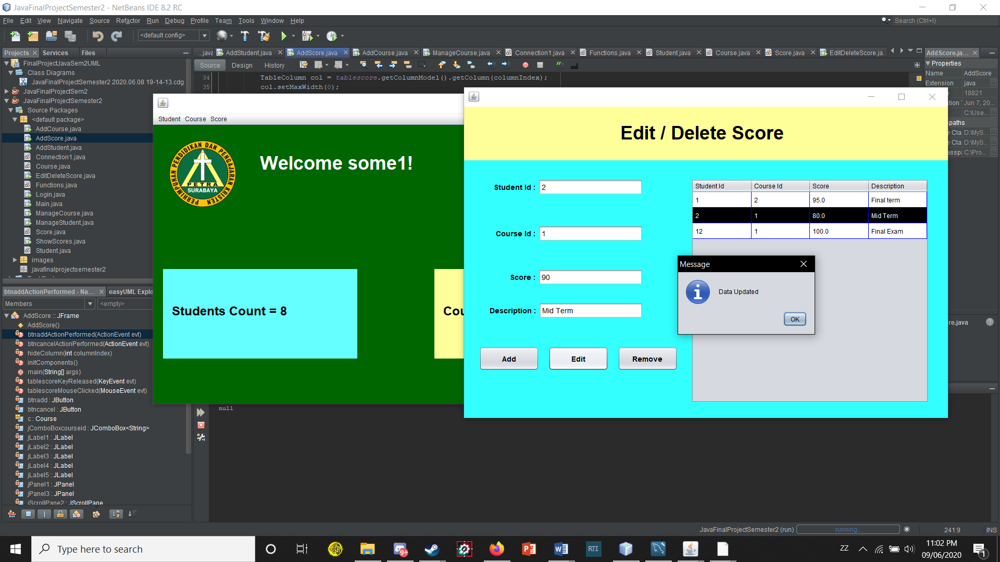 JavaFinalProjectSemester2 - NetBeans IDE 8.2 RC
File Edit View Navigate Source Refactor Run Debug Profile Team Tools Window Help
Search (Ctrl+I)
<default config>
Projects Services Files
...java AddStudent.java AddScore.java AddCourse.java ManageCourse.java Connection1.java Functions.java Student.java Course.java Score.java EditDeleteScore.ja...
AddScore.ja...
Source Design History
34 TableColumn col = tablescore.getColumnModel().getColumn(columnIndex);
35 col.setMaxWidth(0);
FinalProjectJavaSem2UML
Class Diagrams
JavaFinalProjectSemester2 2020.06.08 19-14-13.cdg
JavaFinalProjectSem2
JavaFinalProjectSemester2
Source Packages
<default package>
AddCourse.java
AddScore.java
AddStudent.java
Connection1.java
Course.java
EditDeleteScore.java
Functions.java
Login.java
Main.java
ManageCourse.java
ManageStudent.java
Score.java
ShowScores.java
Student.java
images
javafinalprojectsemester2
btnaddActionPerformed - Na...
easyUML Explo
Members
<empty>
AddScore :: JFrame
AddScore()
btnaddActionPerformed(ActionEvent evt)
btncancelActionPerformed(ActionEvent evt)
hideColumn(int columnIndex)
initComponents()
main(String[] args)
tablescoreKeyReleased(KeyEvent evt)
tablescoreMouseClicked(MouseEvent evt)
btnadd : JButton
btncancel : JButton
c : Course
jComboBoxcourseid : JComboBox<String>
jLabel1 : JLabel
jLabel2 : JLabel
jLabel3 : JLabel
jLabel4 : JLabel
jLabel5 : JLabel
jPanel1 : JPanel
jPanel3 : JPanel
jScrollPane2 : JScrollPane
Student Course Score
PERHIMPUNAN PENDIDIKAN DAN PENGAJARAN KRISTEN
PETRA
SURABAYA
Welcome some1!
Students Count = 8
Cou
null
Edit / Delete Score
Student Id : 2
Course Id : 1
Score : 90
Description : Mid Term
Add Edit Remove
Student Id Course Id Score Description
1 2 95.0 Final term
2 1 80.0 Mid Term
12 1 100.0 Final Exam
Message
Data Updated
OK
Properties
Name AddScore
Extension java
18821
Jun 7, 20...
C:\Use...
paths
e Cla D:\MyS...
e Cla D:\MyS...
assp C:\Pro...
re.java
JavaFinalProjectSemester2 (run)
running...
241:9
INS
Type here to search
9+
RTI
ZZ
11:02 PM
09/06/2020
1